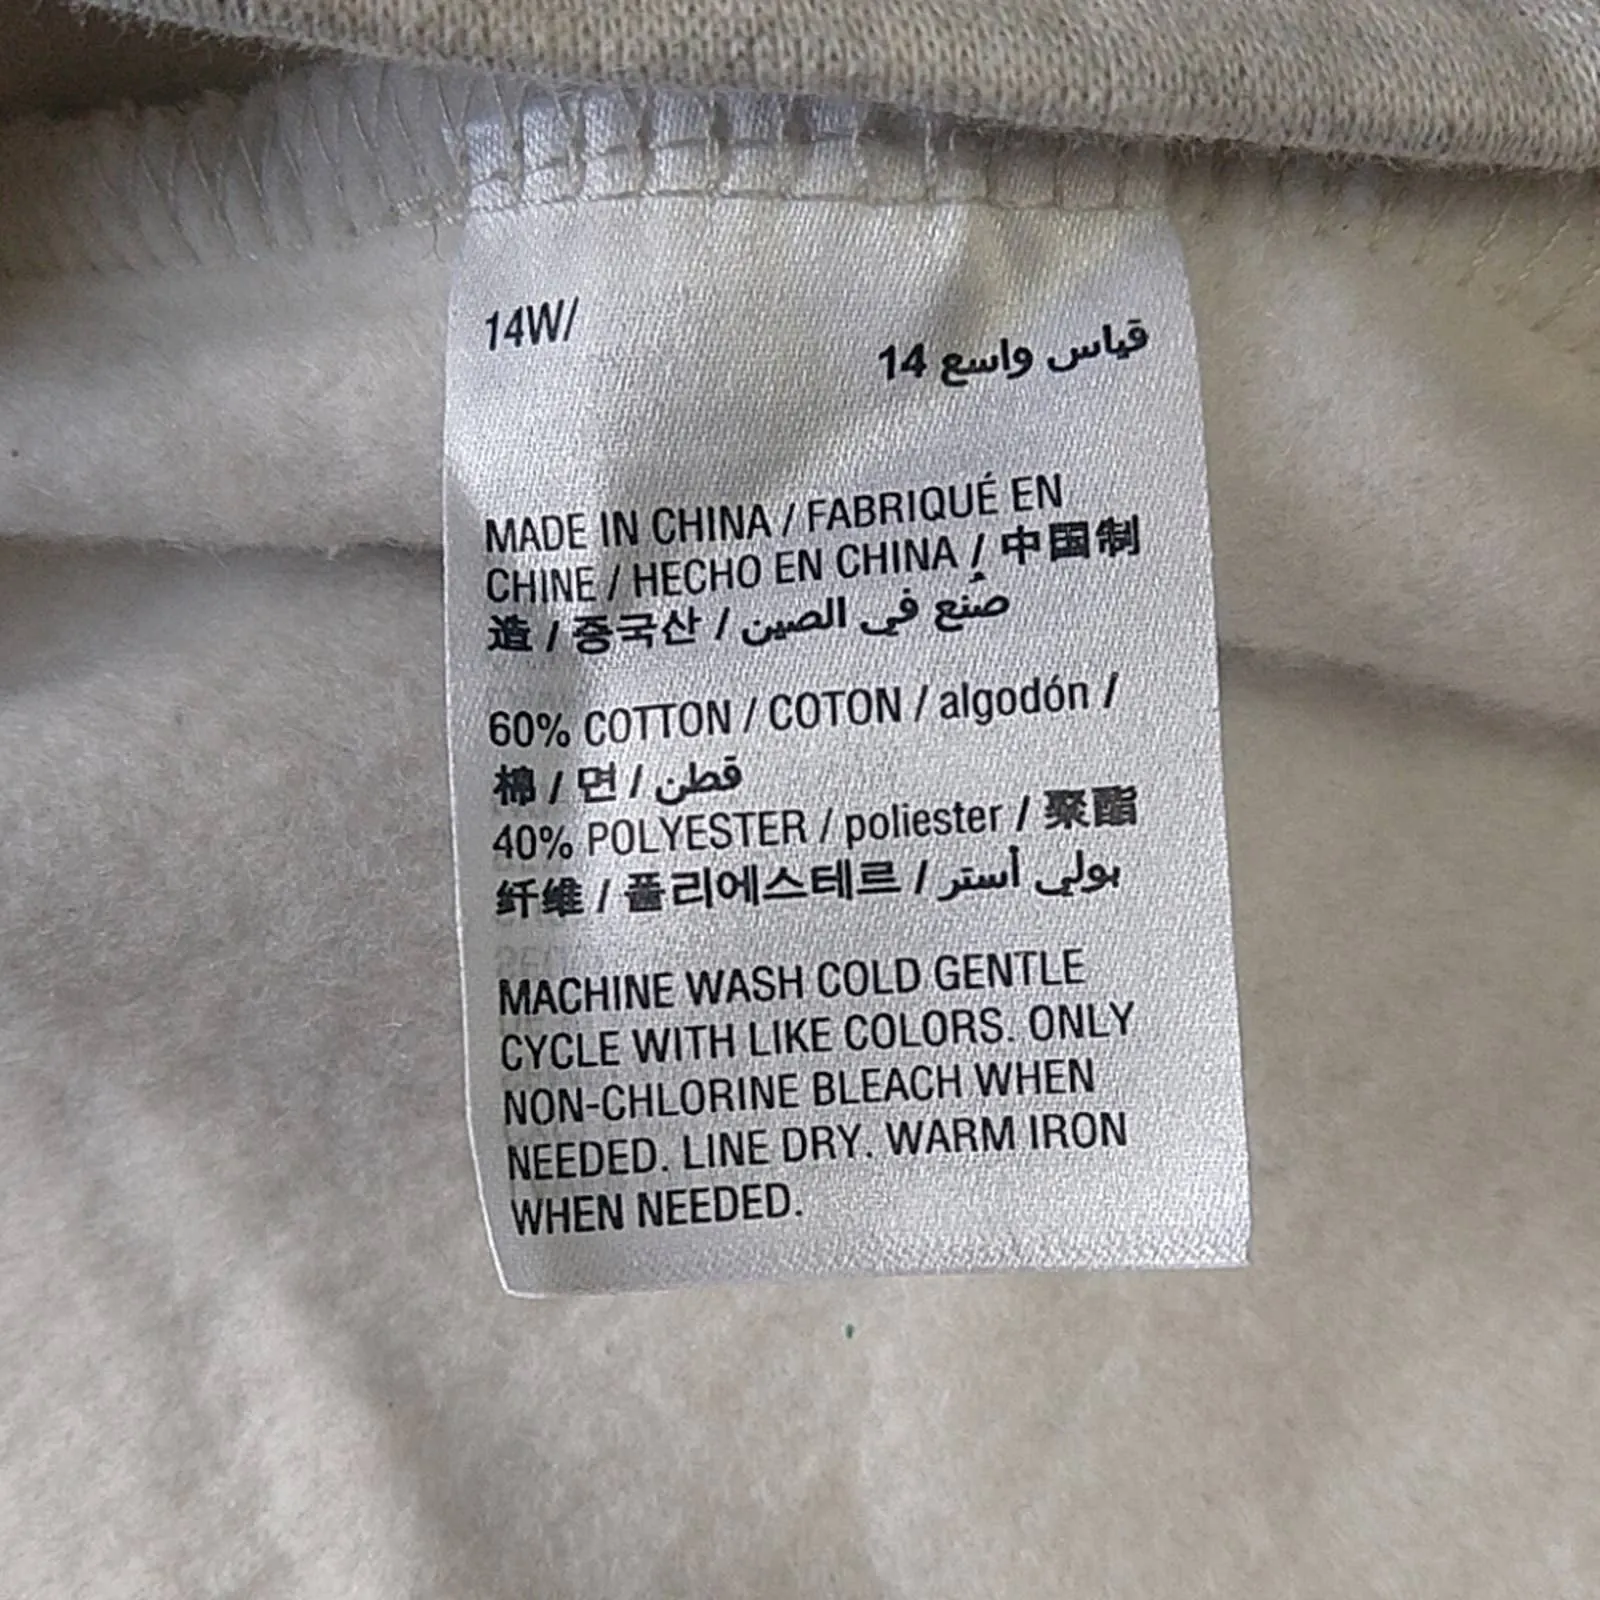 14W/
قياس واسع 14
MADE IN CHINA / FABRIQUÉ EN
CHINE / HECHO EN CHINA / 中国制
造 / 중국산 / صنع في الصين
60% COTTON / COTON / algodón /
棉 / 면 / قطن
40% POLYESTER / poliester / 聚酯
纤维 / 폴리에스테르 / بولي أستر
MACHINE WASH COLD GENTLE
CYCLE WITH LIKE COLORS. ONLY
NON-CHLORINE BLEACH WHEN
NEEDED. LINE DRY. WARM IRON
WHEN NEEDED.